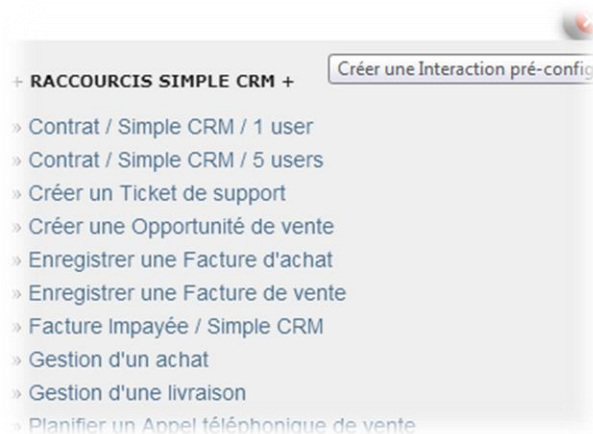 + RACCOURCIS SIMPLE CRM +
Créer une Interaction pré-config
» Contrat / Simple CRM / 1 user
» Contrat / Simple CRM / 5 users
» Créer un Ticket de support
» Créer une Opportunité de vente
» Enregistrer une Facture d'achat
» Enregistrer une Facture de vente
» Facture Impayée / Simple CRM
» Gestion d'un achat
» Gestion d'une livraison
» Planifier un Appel téléphonique de vente